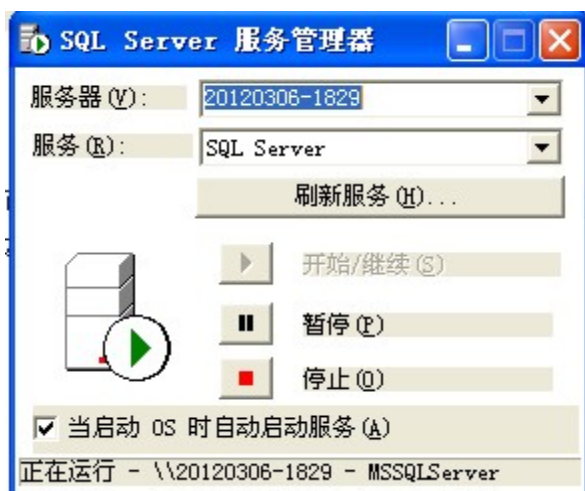 SQL Server 服务管理器
服务器(V): 20120306-1829
服务(R): SQL Server
刷新服务(H)...
开始/继续(S)
暂停(P)
停止(O)
当启动 OS 时自动启动服务(A)
正在运行 - \\20120306-1829 - MSSQLServer